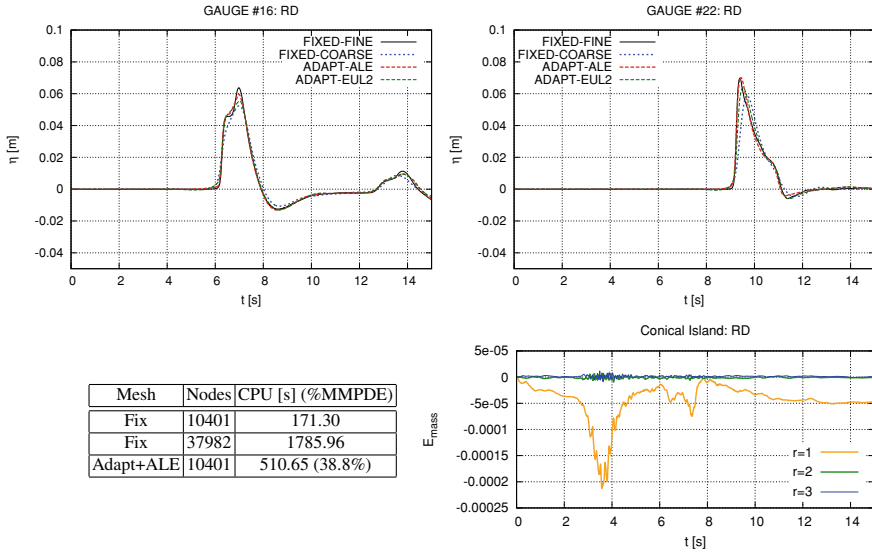 GAUGE #16: RD
0.1
0.08
0.06
0.04
0.02
0
-0.02
-0.04
η [m]
0 2 4 6 8 10 12 14
t [s]
FIXED-FINE
FIXED-COARSE
ADAPT-ALE
ADAPT-EUL2
GAUGE #22: RD
0.1
0.08
0.06
0.04
0.02
0
-0.02
-0.04
η [m]
0 2 4 6 8 10 12 14
t [s]
FIXED-FINE
FIXED-COARSE
ADAPT-ALE
ADAPT-EUL2
Mesh Nodes CPU [s] (%MMPDE)
Fix 10401 171.30
Fix 37982 1785.96
Adapt+ALE 10401 510.65 (38.8%)
Conical Island: RD
5e-05
0
-5e-05
-0.0001
-0.00015
-0.0002
-0.00025
E_mass
0 2 4 6 8 10 12 14
t [s]
r=1
r=2
r=3